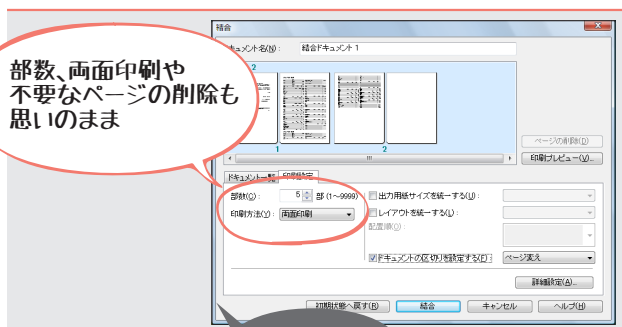 結合
部数、両面印刷や
不要なページの削除も
思いのまま
キュメント名(N): 結合ドキュメント 1
2
1
2
ページの削除(D)
印刷プレビュー(V)...
ドキュメント一覧 印刷設定
部数(C): 5 部 (1～9999)
出力用紙サイズを統一する(U):
印刷方法(Y): 両面印刷
レイアウトを統一する(L):
配置順(O):
ドキュメントの区切りを設定する(F): ページ変え
詳細設定(A)...
初期状態へ戻す(R) 結合 キャンセル ヘルプ(H)